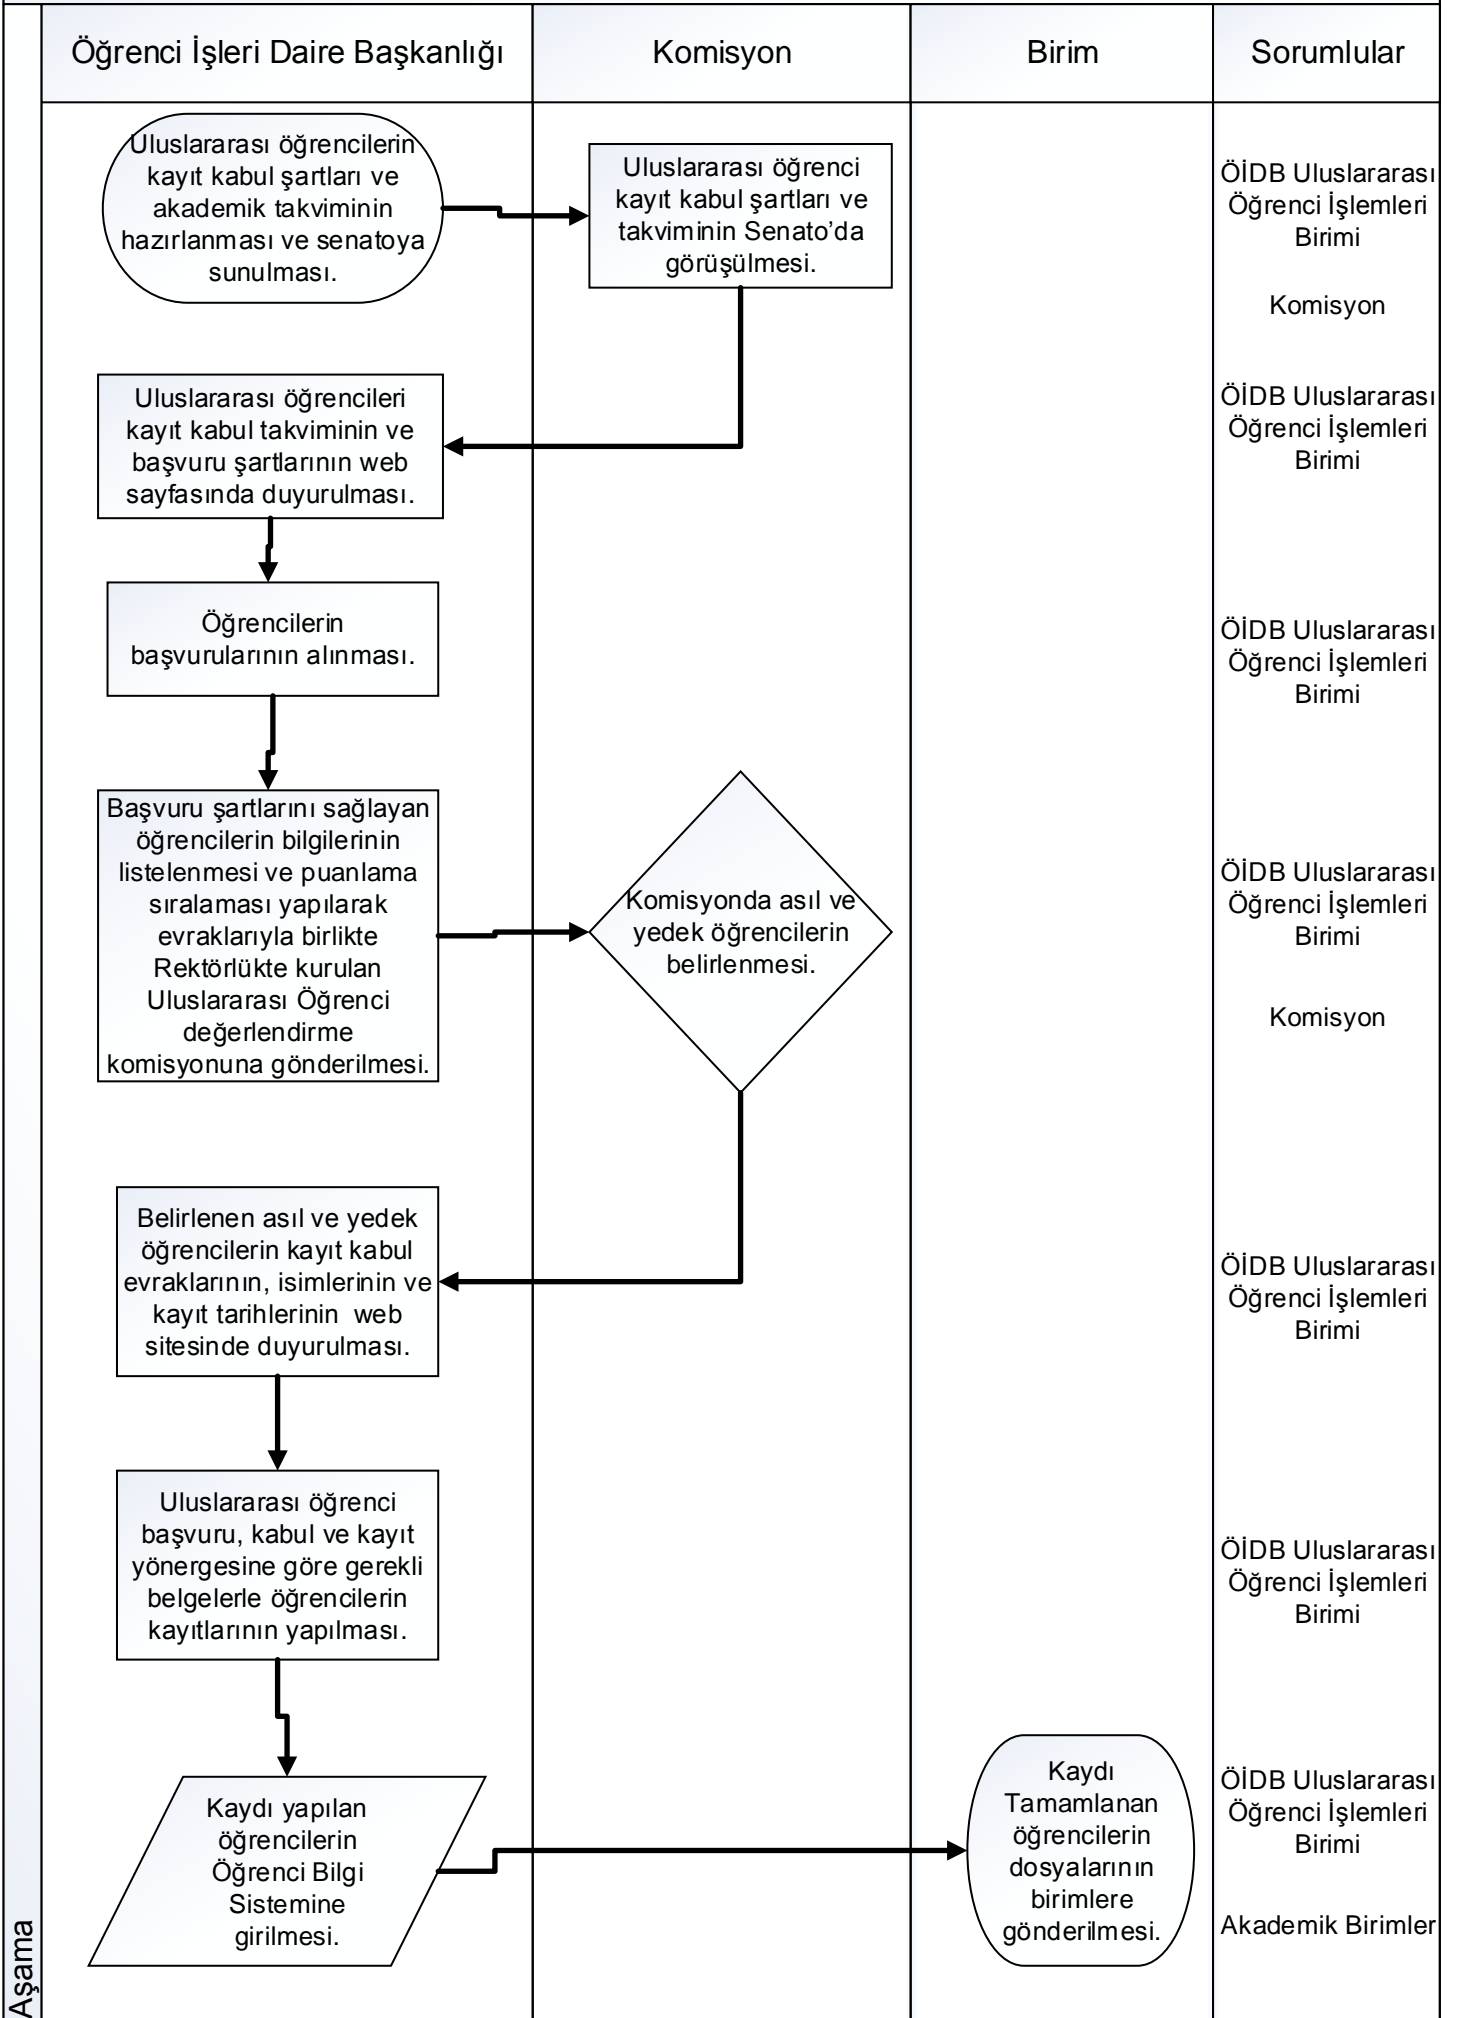 Öğrenci İşleri Daire Başkanlığı
Komisyon
Birim
Sorumlular
Uluslararası öğrencilerin
kayıt kabul şartları ve
akademik takviminin
hazırlanması ve senatoya
sunulması.
Uluslararası öğrenci
kayıt kabul şartları ve
takviminin Senato’da
görüşülmesi.
ÖİDB Uluslararası
Öğrenci İşlemleri
Birimi
Komisyon
Uluslararası öğrencileri
kayıt kabul takviminin ve
başvuru şartlarının web
sayfasında duyurulması.
ÖİDB Uluslararası
Öğrenci İşlemleri
Birimi
Öğrencilerin
başvurularının alınması.
ÖİDB Uluslararası
Öğrenci İşlemleri
Birimi
Başvuru şartlarını sağlayan
öğrencilerin bilgilerinin
listelenmesi ve puanlama
sıralaması yapılarak
evraklarıyla birlikte
Rektörlükte kurulan
Uluslararası Öğrenci
değerlendirme
komisyonuna gönderilmesi.
Komisyonda asıl ve
yedek öğrencilerin
belirlenmesi.
ÖİDB Uluslararası
Öğrenci İşlemleri
Birimi
Komisyon
Belirlenen asıl ve yedek
öğrencilerin kayıt kabul
evraklarının, isimlerinin ve
kayıt tarihlerinin  web
sitesinde duyurulması.
ÖİDB Uluslararası
Öğrenci İşlemleri
Birimi
Uluslararası öğrenci
başvuru, kabul ve kayıt
yönergesine göre gerekli
belgelerle öğrencilerin
kayıtlarının yapılması.
ÖİDB Uluslararası
Öğrenci İşlemleri
Birimi
Kaydı yapılan
öğrencilerin
Öğrenci Bilgi
Sistemine
girilmesi.
Kaydı
Tamamlanan
öğrencilerin
dosyalarının
birimlere
gönderilmesi.
ÖİDB Uluslararası
Öğrenci İşlemleri
Birimi
Akademik Birimler
Aşama